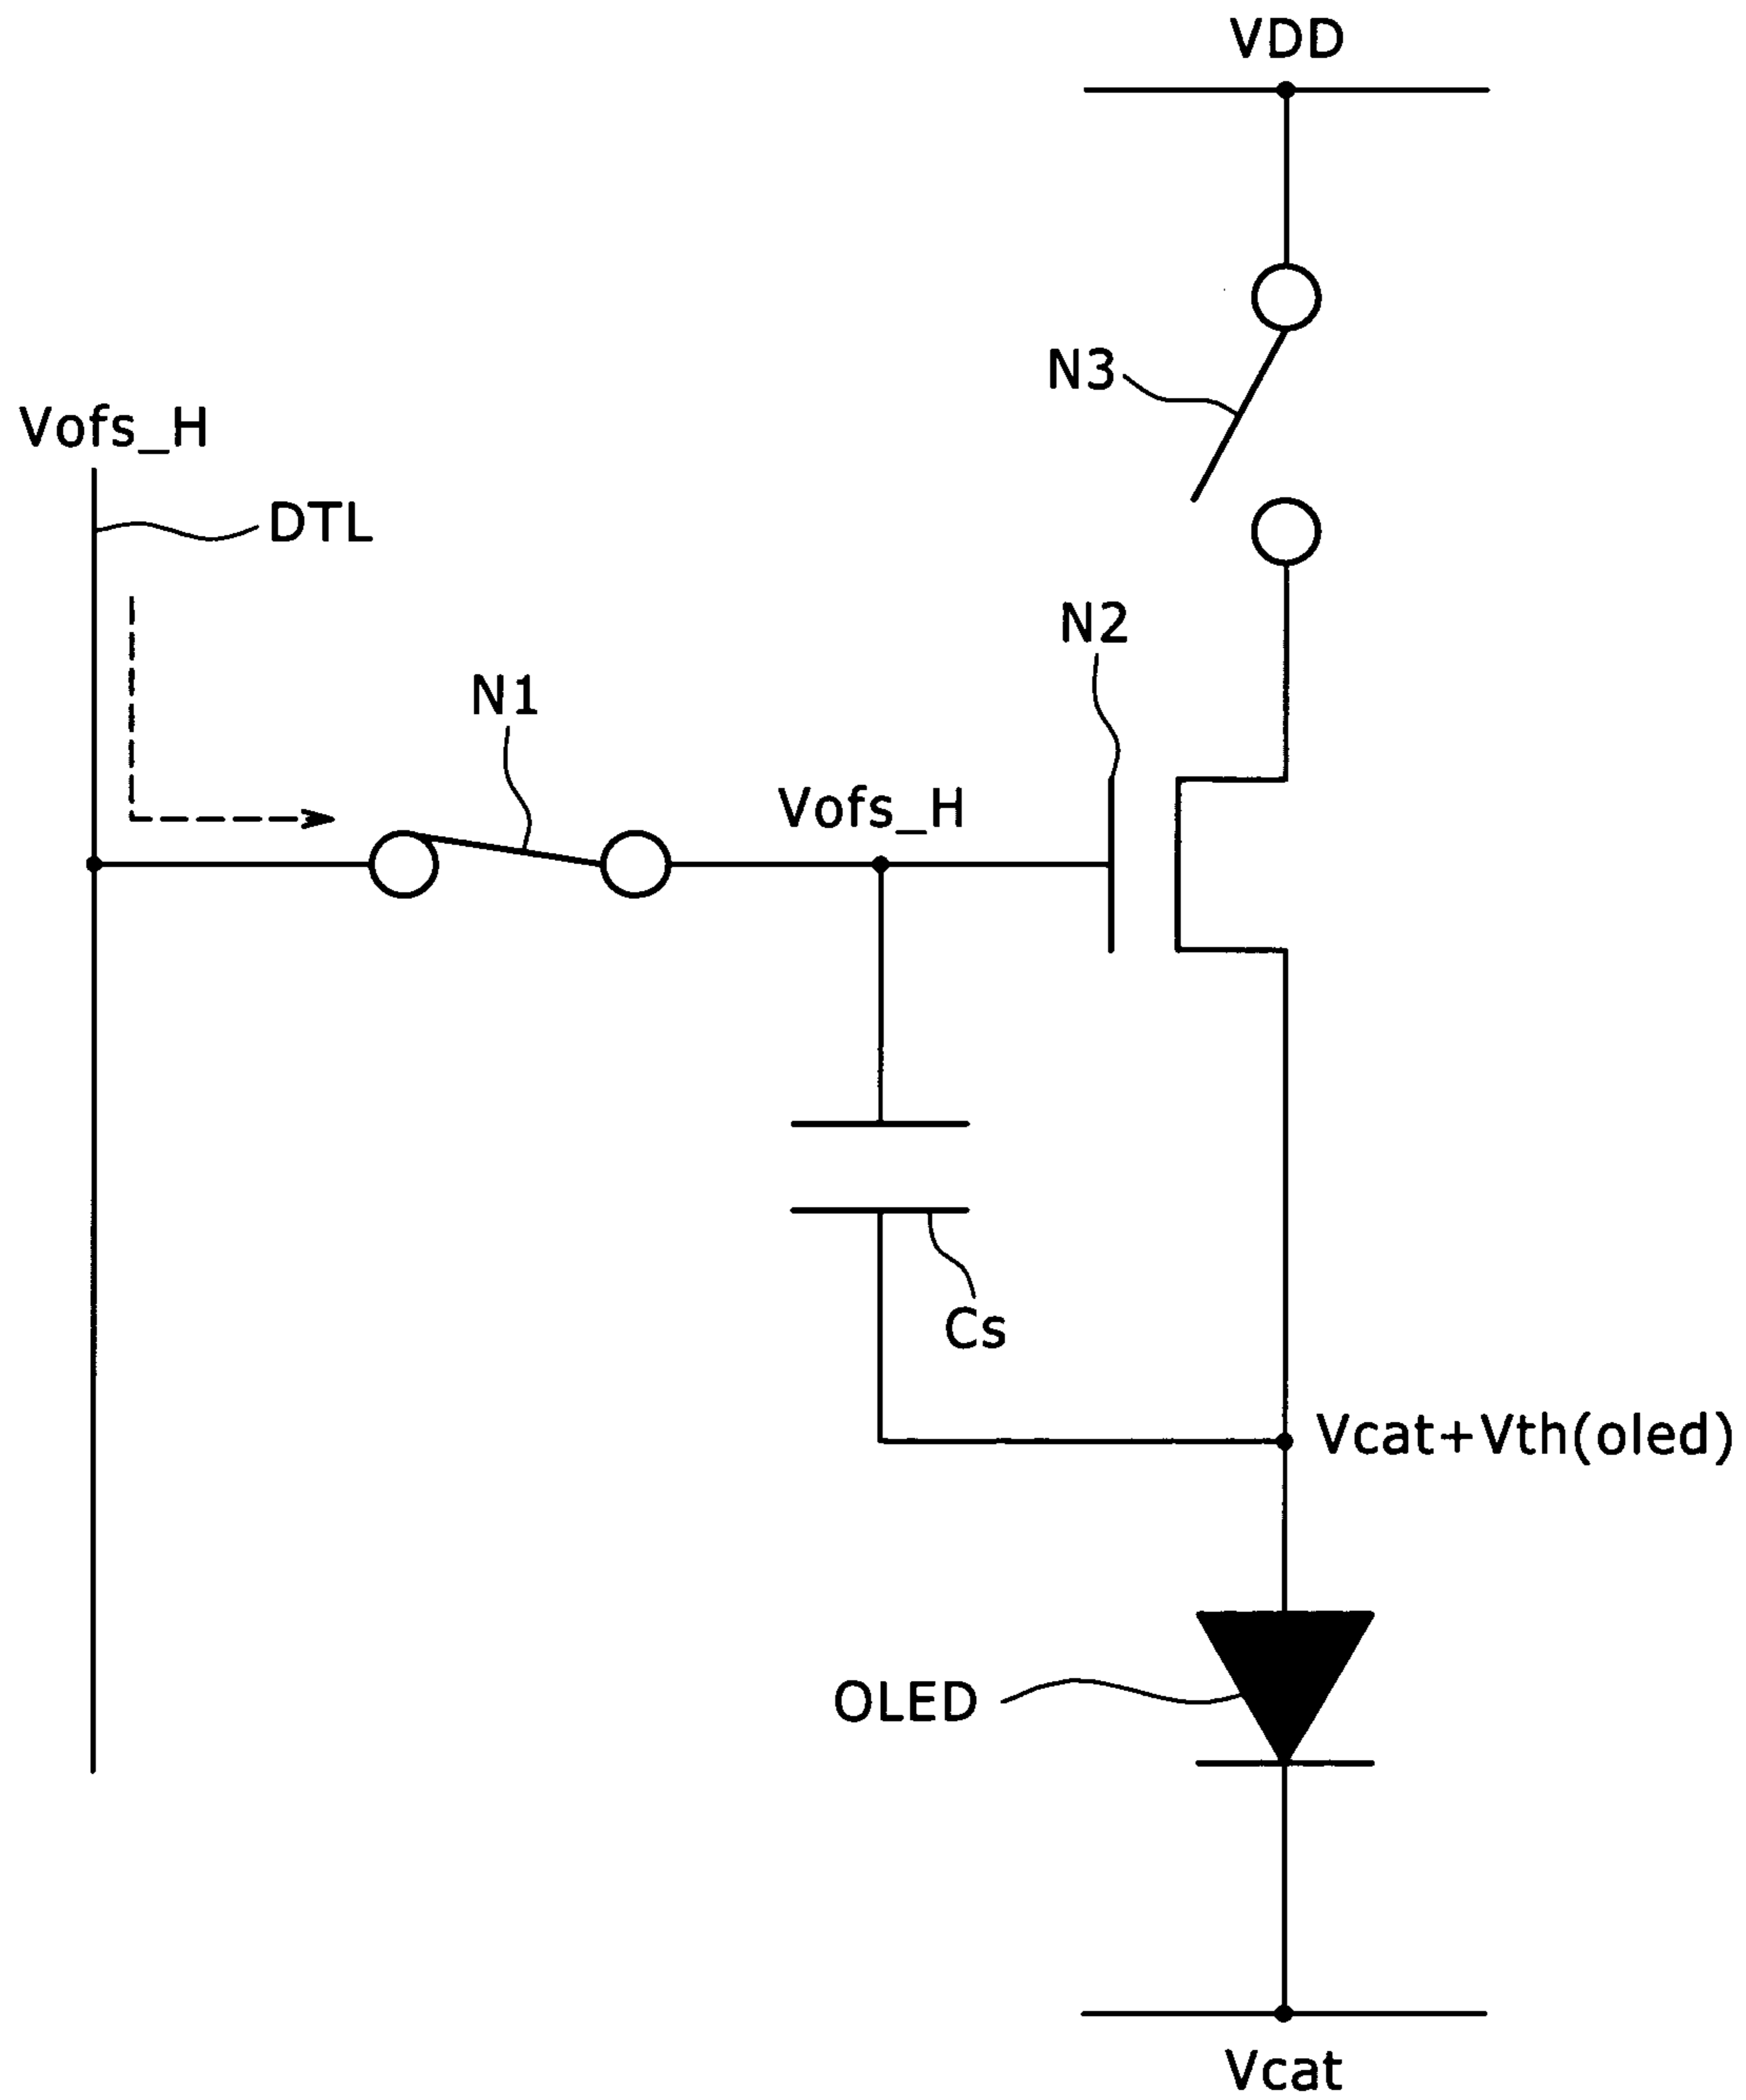 VDD
N3
Vofs_H
DTL
N2
N1
Vofs_H
Cs
Vcat+Vth(oled)
OLED
Vcat